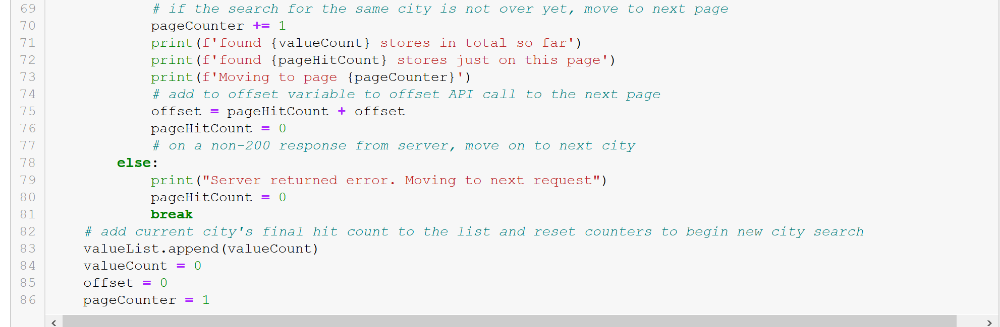 69 # if the search for the same city is not over yet, move to next page
70 pageCounter += 1
71 print(f'found {valueCount} stores in total so far')
72 print(f'found {pageHitCount} stores just on this page')
73 print(f'Moving to page {pageCounter}')
74 # add to offset variable to offset API call to the next page
75 offset = pageHitCount + offset
76 pageHitCount = 0
77 # on a non-200 response from server, move on to next city
78 else:
79 print("Server returned error. Moving to next request")
80 pageHitCount = 0
81 break
82 # add current city's final hit count to the list and reset counters to begin new city search
83 valueList.append(valueCount)
84 valueCount = 0
85 offset = 0
86 pageCounter = 1